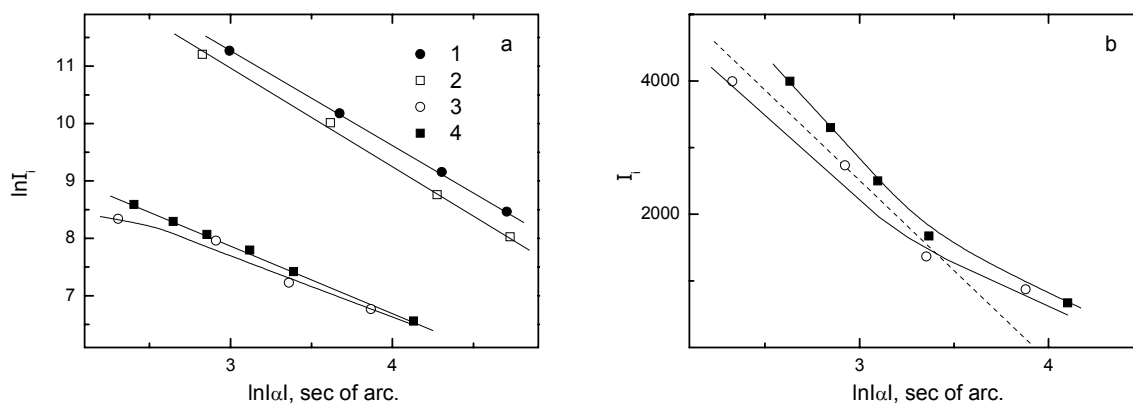 a
11
10
9
8
7
lnIᵢ
3
4
ln|α|, sec of arc.
1
2
3
4
b
4000
2000
Iᵢ
3
4
ln|α|, sec of arc.